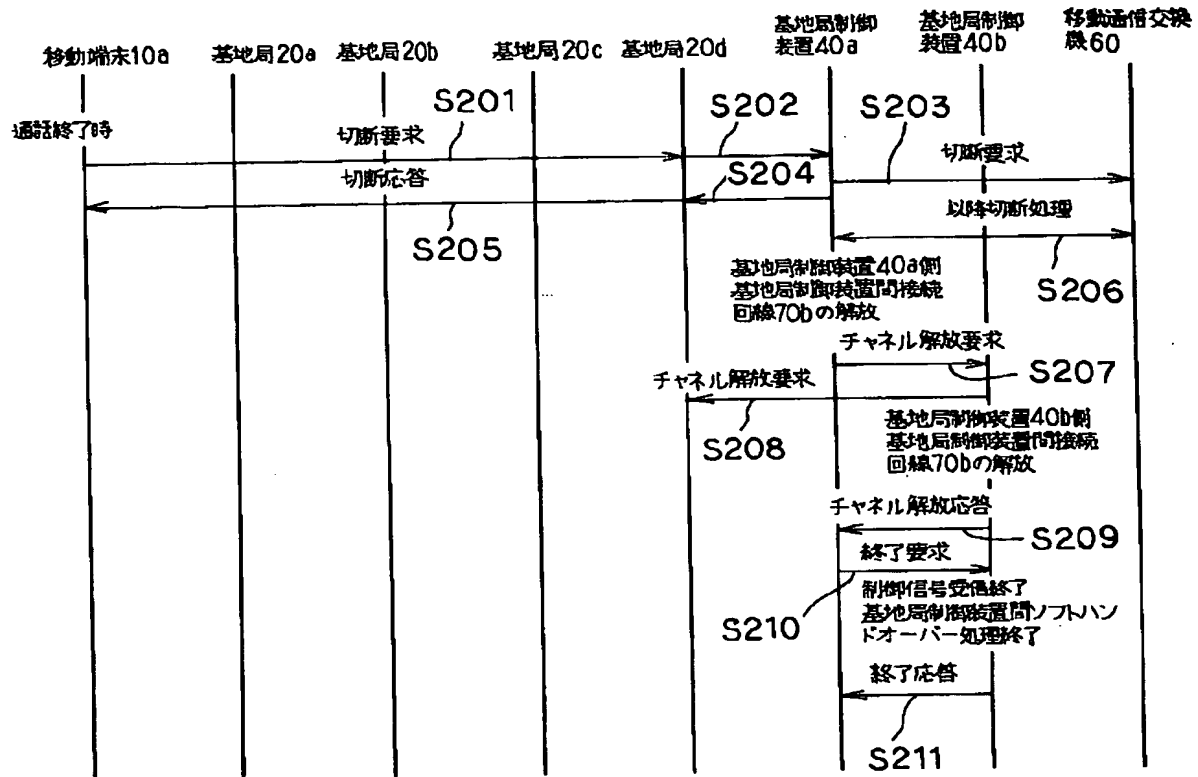 移動端末10a
基地局20a
基地局20b
基地局20c
基地局20d
基地局制御
装置40a
基地局制御
装置40b
移動通信交換
機60
通話終了時
S201
切断要求
S202
S203
切断要求
切断応答
S204
S205
以降切断処理
S206
基地局制御装置40a側
基地局制御装置間接続
回線70bの解放
チャネル解放要求
S207
チャネル解放要求
S208
基地局制御装置40b側
基地局制御装置間接続
回線70bの解放
チャネル解放応答
S209
終了要求
S210
制御信号受信終了
基地局制御装置間ソフトハン
ドオーバー処理終了
終了応答
S211